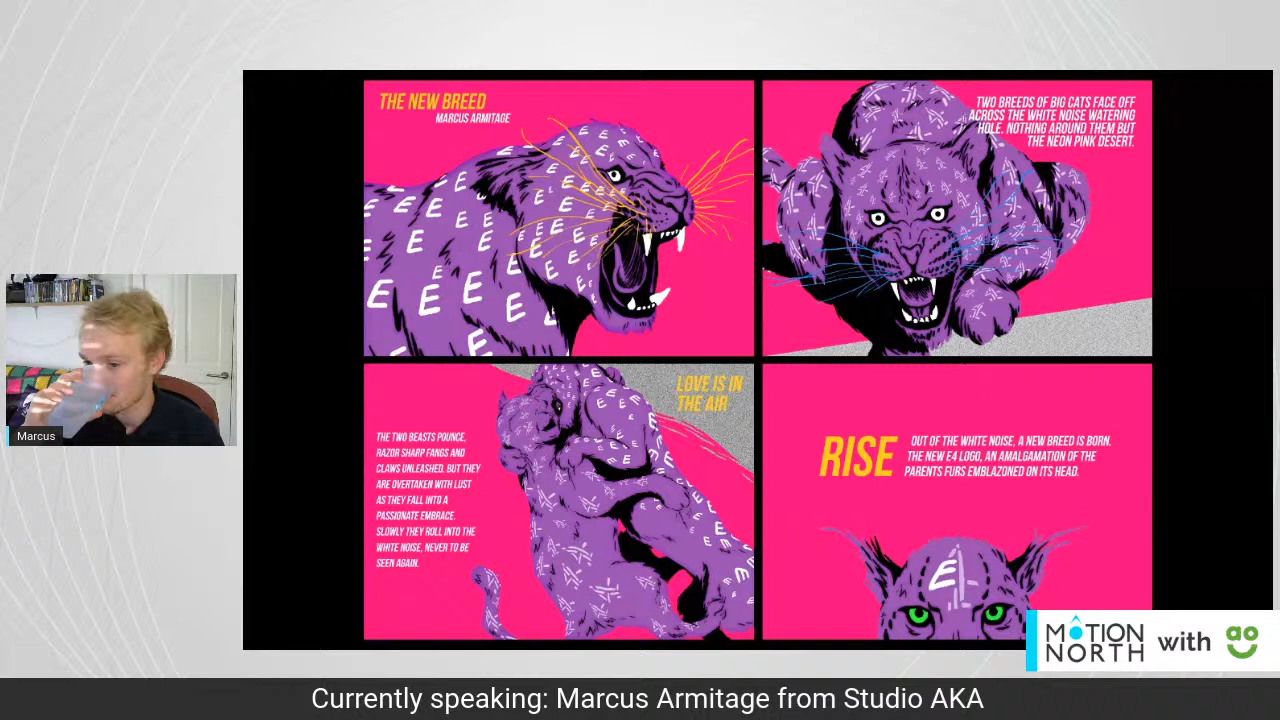 THE NEW BREED
MARCUS ARMITAGE
TWO BREEDS OF BIG CATS FACE OFF
ACROSS THE WHITE NOISE WATERING
HOLE. NOTHING AROUND THEM BUT
THE NEON PINK DESERT.
LOVE IS IN
THE AIR
THE TWO BEASTS POUNCE,
RAZOR SHARP FANGS AND
CLAWS UNLEASHED. BUT THEY
ARE OVERTAKEN WITH LUST
AS THEY FALL INTO A
PASSIONATE EMBRACE.
SLOWLY THEY ROLL INTO THE
WHITE NOISE, NEVER TO BE
SEEN AGAIN.
RISE
OUT OF THE WHITE NOISE, A NEW BREED IS BORN.
THE NEW E4 LOGO, AN AMALGAMATION OF THE
PARENTS FURS EMBLAZONED ON ITS HEAD.
E4
Marcus
MOTION
NORTH
with
ao
Currently speaking: Marcus Armitage from Studio AKA